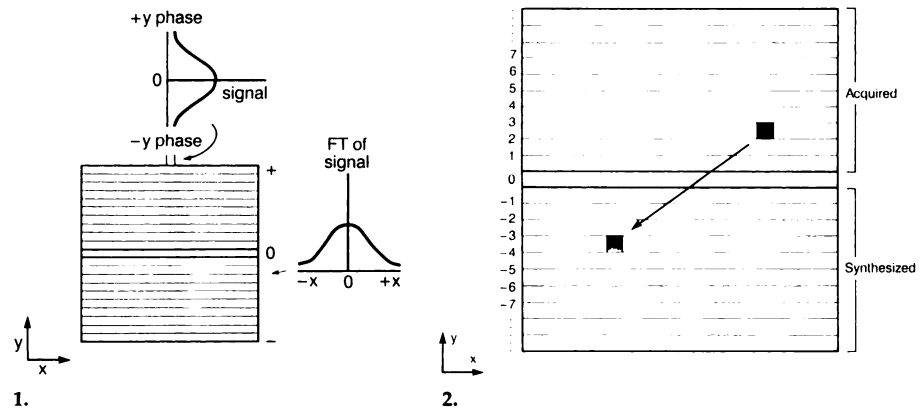 +y phase
0
signal
−y phase
FT of
signal
+
0
−
−x 0 +x
y
x
1.
7
6
5
4
3
2
1
0
-1
-2
-3
-4
-5
-6
-7
Acquired
Synthesized
y
x
2.